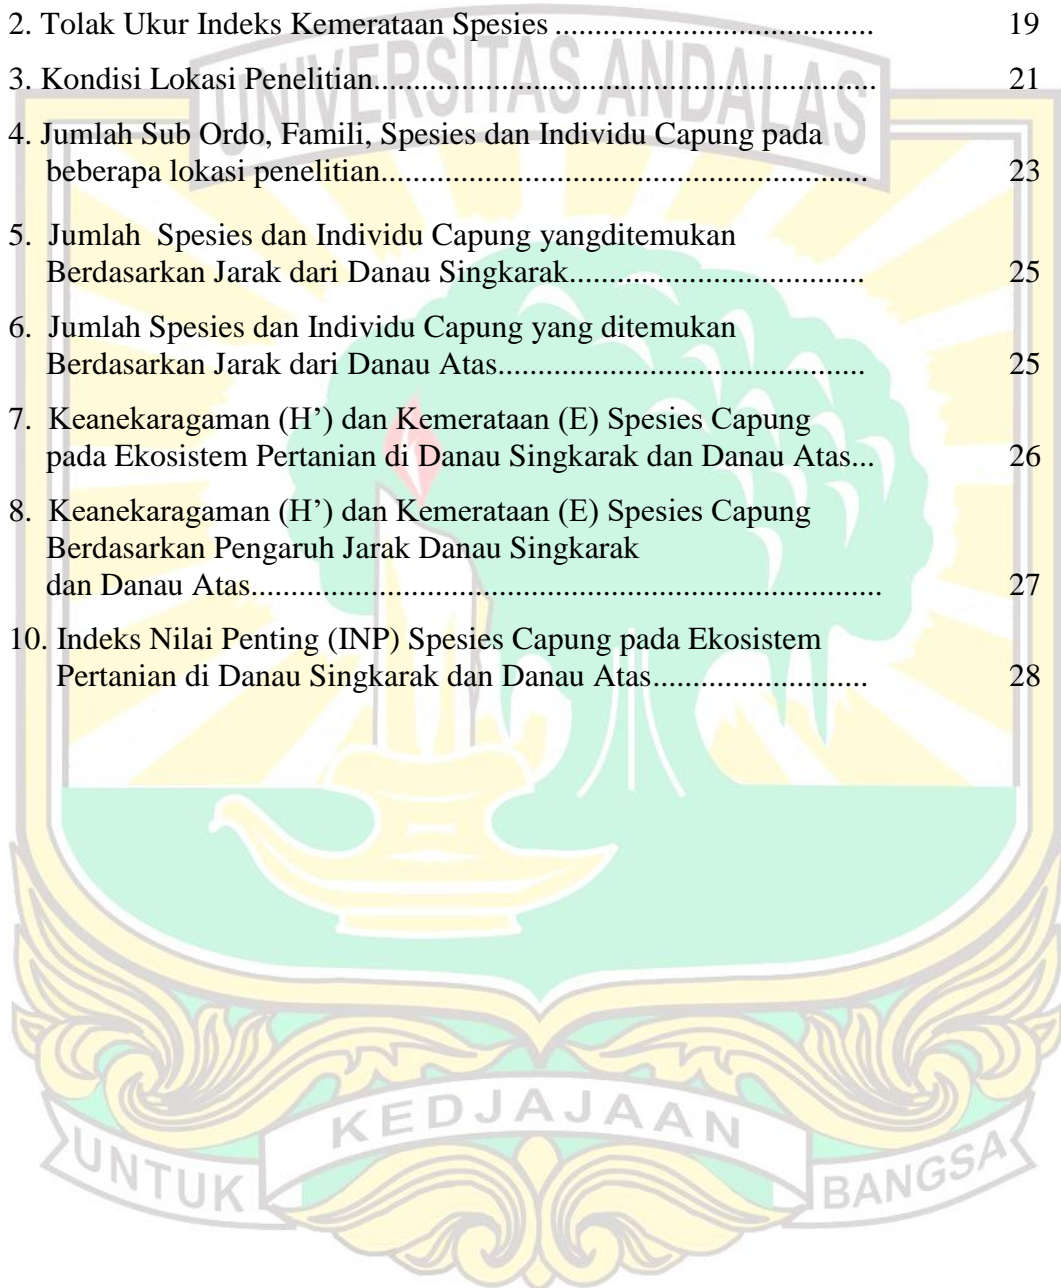 2. Tolak Ukur Indeks Kemerataan Spesies ........................................ 19
UNIVERSITAS ANDALAS
3. Kondisi Lokasi Penelitian............................................................... 21
4. Jumlah Sub Ordo, Famili, Spesies dan Individu Capung pada
beberapa lokasi penelitian............................................................. 23
5. Jumlah Spesies dan Individu Capung yangditemukan
Berdasarkan Jarak dari Danau Singkarak..................................... 25
6. Jumlah Spesies dan Individu Capung yang ditemukan
Berdasarkan Jarak dari Danau Atas.............................................. 25
7. Keanekaragaman (H’) dan Kemerataan (E) Spesies Capung
pada Ekosistem Pertanian di Danau Singkarak dan Danau Atas... 26
8. Keanekaragaman (H’) dan Kemerataan (E) Spesies Capung
Berdasarkan Pengaruh Jarak Danau Singkarak
dan Danau Atas............................................................................... 27
10. Indeks Nilai Penting (INP) Spesies Capung pada Ekosistem
Pertanian di Danau Singkarak dan Danau Atas........................... 28
UNTUK KEDJAJAAN BANGSA